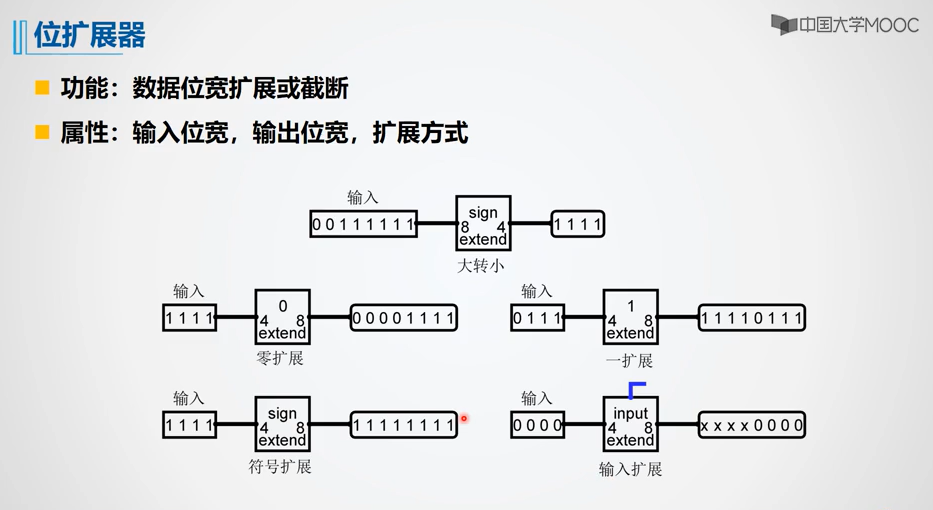 位扩展器
中国大学MOOC
功能：数据位宽扩展或截断
属性：输入位宽，输出位宽，扩展方式
输入
0 0 1 1 1 1 1 1
sign
8 4
extend
1 1 1 1
大转小
输入
1 1 1 1
0
4 8
extend
0 0 0 0 1 1 1 1
零扩展
输入
0 1 1 1
1
4 8
extend
1 1 1 1 0 1 1 1
一扩展
输入
1 1 1 1
sign
4 8
extend
1 1 1 1 1 1 1 1
符号扩展
输入
0 0 0 0
input
4 8
extend
x x x x 0 0 0 0
输入扩展